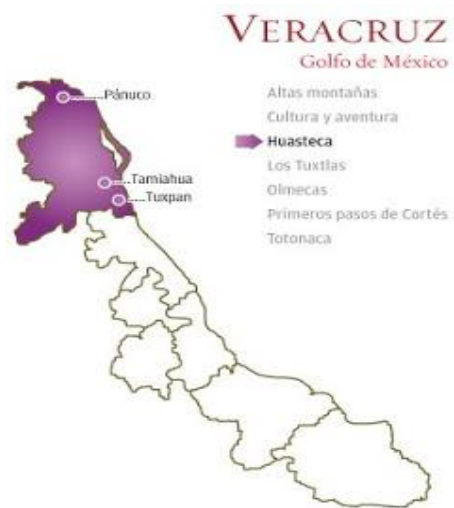 VERACRUZ
Golfo de México
Altas montañas
Cultura y aventura
Huasteca
Los Tuxtlas
Olmecas
Primeros pasos de Cortés
Totonaca
Pánuco
Tamiahua
Tuxpan